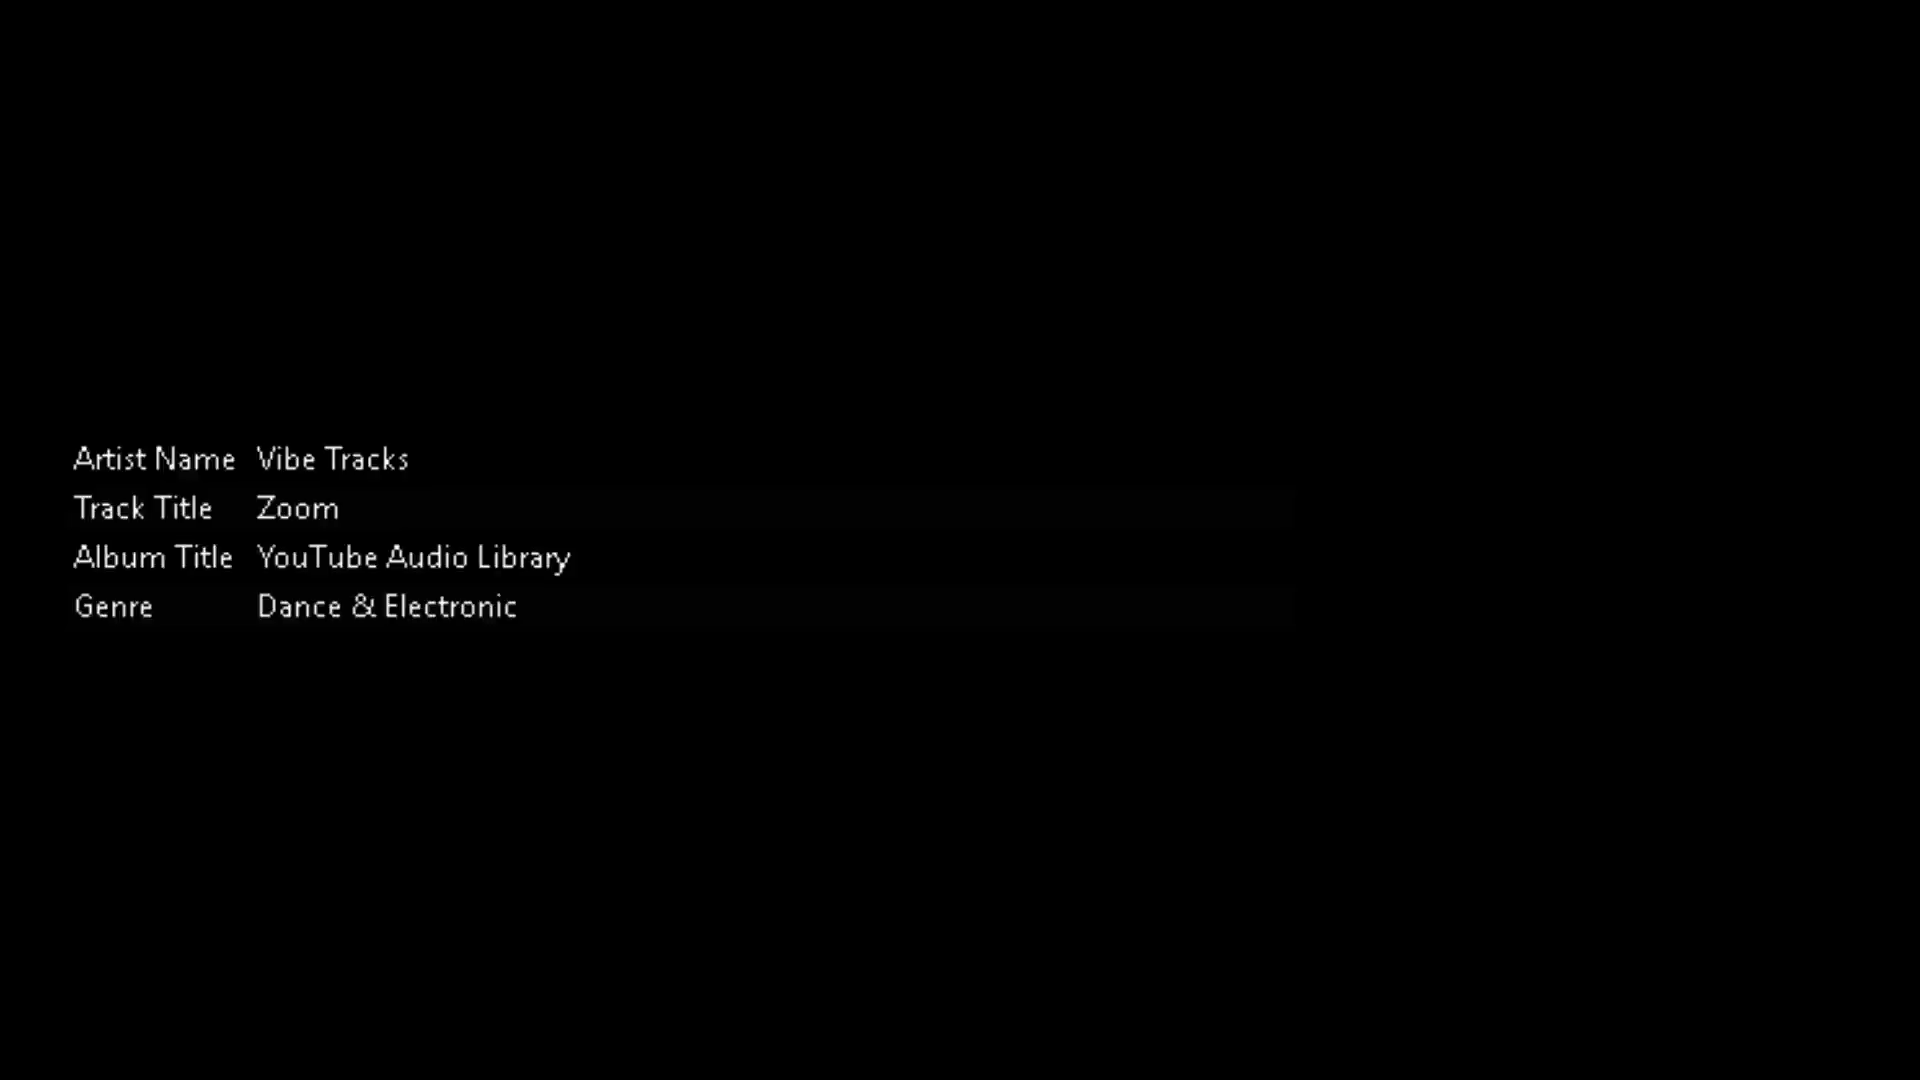 Artist Name Vibe Tracks
Track Title Zoom
Album Title YouTube Audio Library
Genre Dance & Electronic